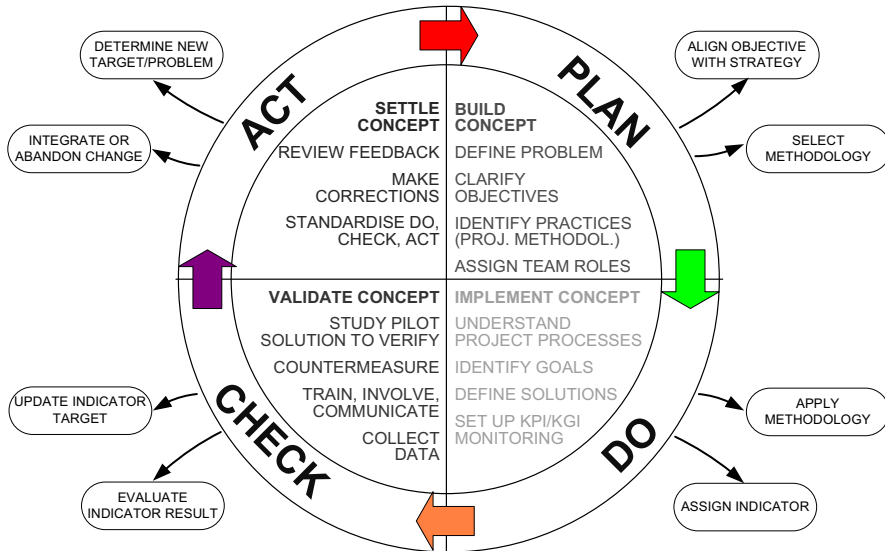 DETERMINE NEW
TARGET/PROBLEM
INTEGRATE OR
ABANDON CHANGE
ACT
PLAN
ALIGN OBJECTIVE
WITH STRATEGY
SELECT
METHODOLOGY
SETTLE
CONCEPT
REVIEW FEEDBACK
MAKE
CORRECTIONS
STANDARDISE DO,
CHECK, ACT
BUILD
CONCEPT
DEFINE PROBLEM
CLARIFY
OBJECTIVES
IDENTIFY PRACTICES
(PROJ. METHODOL.)
ASSIGN TEAM ROLES
VALIDATE CONCEPT
STUDY PILOT
SOLUTION TO VERIFY
COUNTERMEASURE
TRAIN, INVOLVE,
COMMUNICATE
COLLECT
DATA
IMPLEMENT CONCEPT
UNDERSTAND
PROJECT PROCESSES
IDENTIFY GOALS
DEFINE SOLUTIONS
SET UP KPI/KGI
MONITORING
UPDATE INDICATOR
TARGET
EVALUATE
INDICATOR RESULT
CHECK
DO
APPLY
METHODOLOGY
ASSIGN INDICATOR